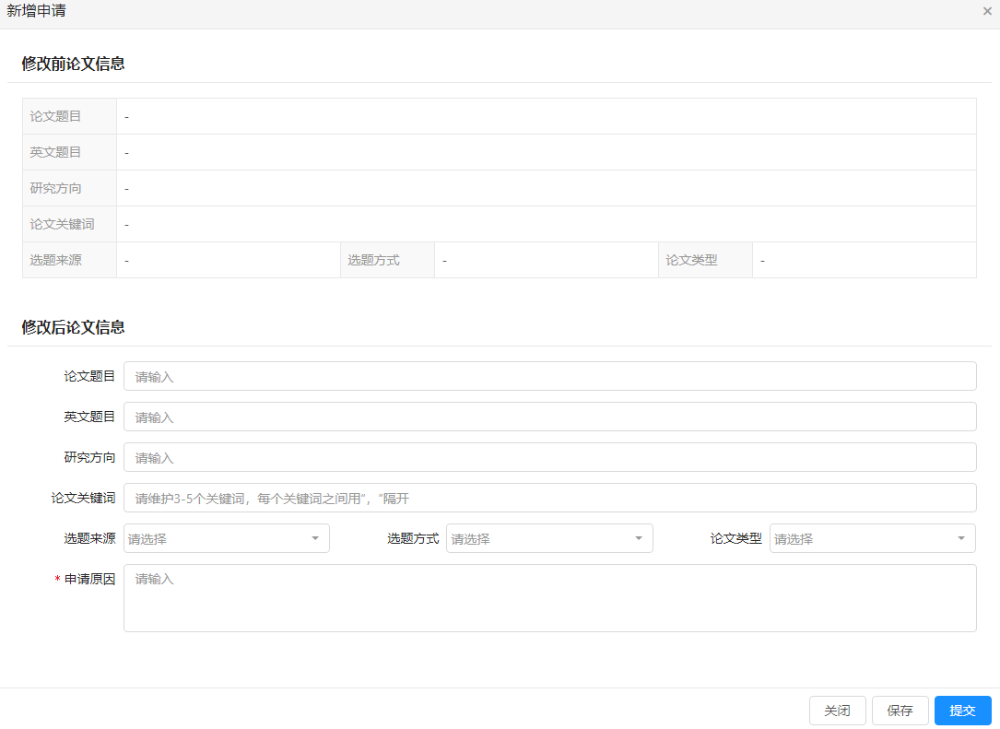 新增申请 ×
修改前论文信息
论文题目 -
英文题目 -
研究方向 -
论文关键词 -
选题来源 - 选题方式 - 论文类型 -
修改后论文信息
论文题目 请输入
英文题目 请输入
研究方向 请输入
论文关键词 请维护3-5个关键词，每个关键词之间用“，”隔开
选题来源 请选择 选题方式 请选择 论文类型 请选择
* 申请原因 请输入
关闭 保存 提交